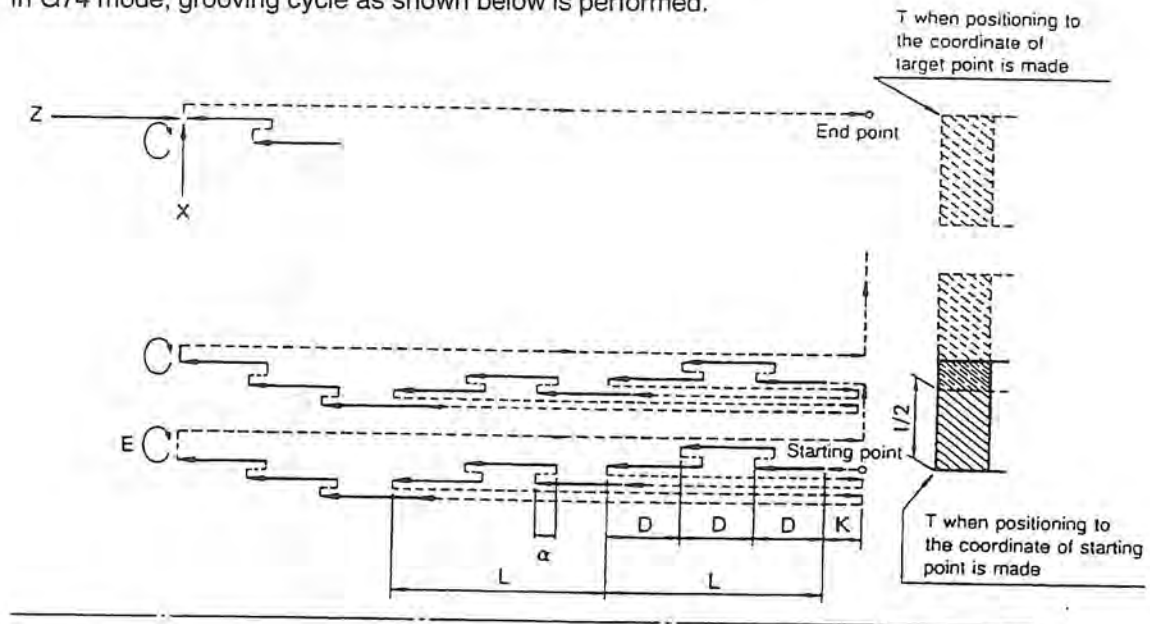 In G74 mode, grooving cycle as shown below is performed.
T when positioning to
the coordinate of
target point is made
Z
End point
X
E
Starting point
1/2
D D D K
α
L L
T when positioning to
the coordinate of starting
point is made